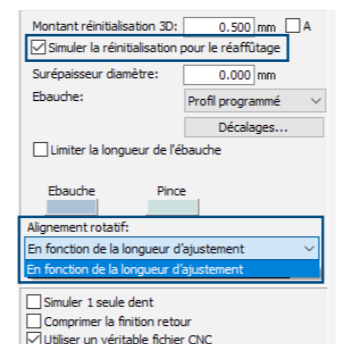 Montant réinitialisation 3D: 0.500 mm A
Simuler la réinitialisation pour le réaffûtage
Surépaisseur diamètre: 0.000 mm
Ebauche: Profil programmé
Décalages...
Limiter la longueur de l'ébauche
Ebauche Pince
Alignement rotatif:
En fonction de la longueur d'ajustement
En fonction de la longueur d'ajustement
Simuler 1 seule dent
Comprimer la finition retour
Utiliser un véritable fichier CNC